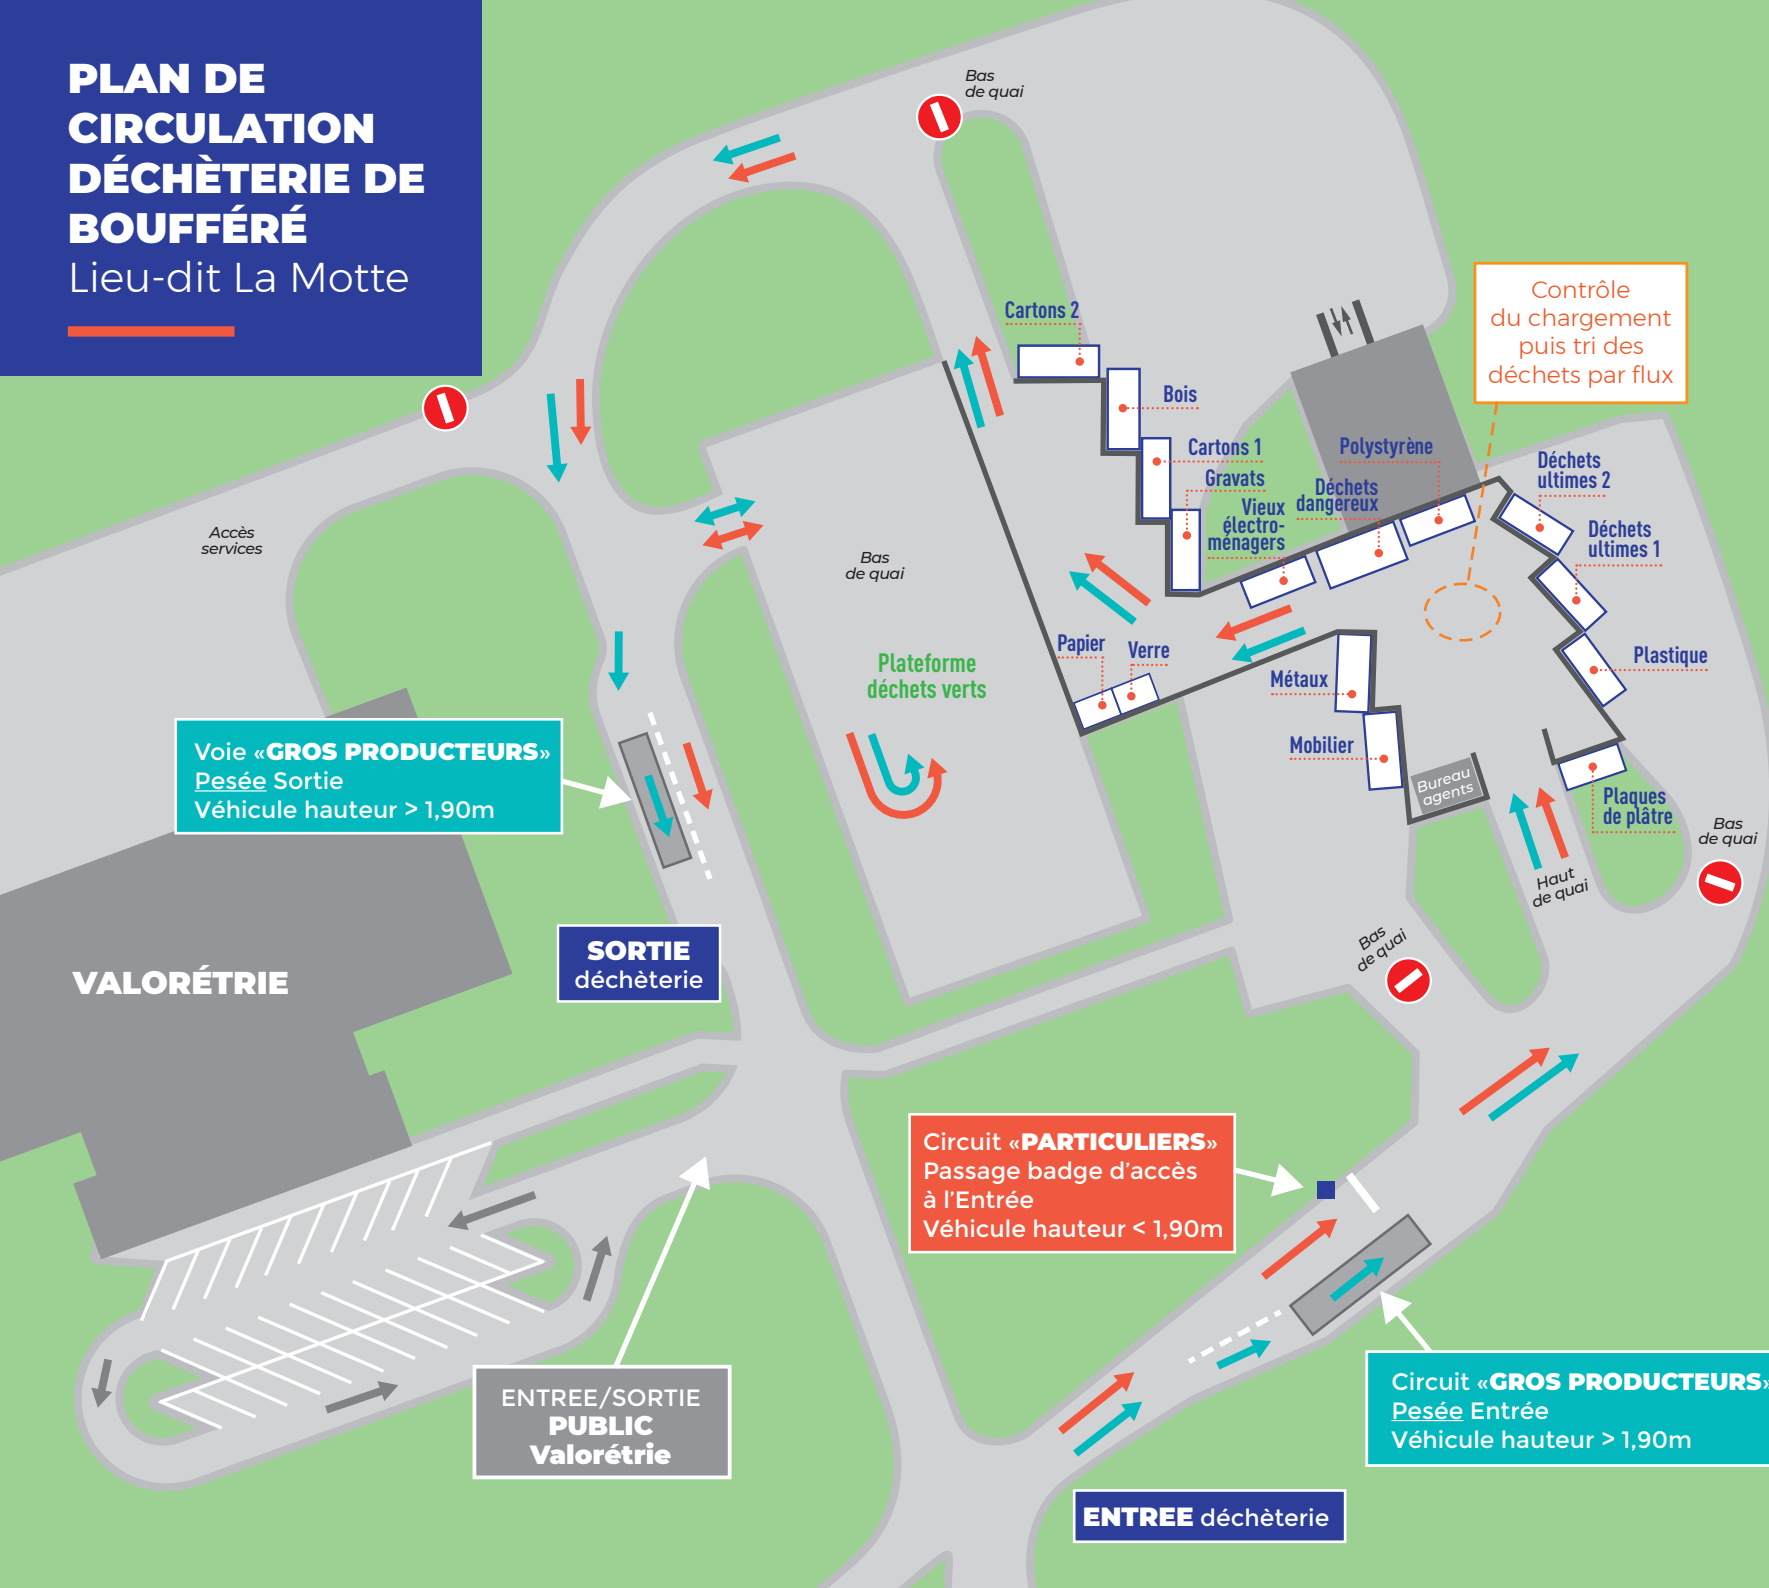 PLAN DE
CIRCULATION
DÉCHÈTERIE DE
BOUFFÉRÉ
Lieu-dit La Motte
Bas
de quai
Cartons 2
Bois
Cartons 1
Gravats
Vieux
électro-
ménagers
Déchets
dangereux
Polystyrène
Contrôle
du chargement
puis tri des
déchets par flux
Déchets
ultimes 2
Déchets
ultimes 1
Plastique
Plaques
de plâtre
Accès
services
Bas
de quai
Plateforme
déchets verts
Papier
Verre
Métaux
Mobilier
Bureau
agents
Haut
de quai
Bas
de quai
Bas
de quai
Voie «GROS PRODUCTEURS»
Pesée Sortie
Véhicule hauteur > 1,90m
VALORÉTRIE
SORTIE
déchèterie
Circuit «PARTICULIERS»
Passage badge d’accès
à l’Entrée
Véhicule hauteur < 1,90m
ENTREE/SORTIE
PUBLIC
Valorétrie
Circuit «GROS PRODUCTEURS»
Pesée Entrée
Véhicule hauteur > 1,90m
ENTREE déchèterie